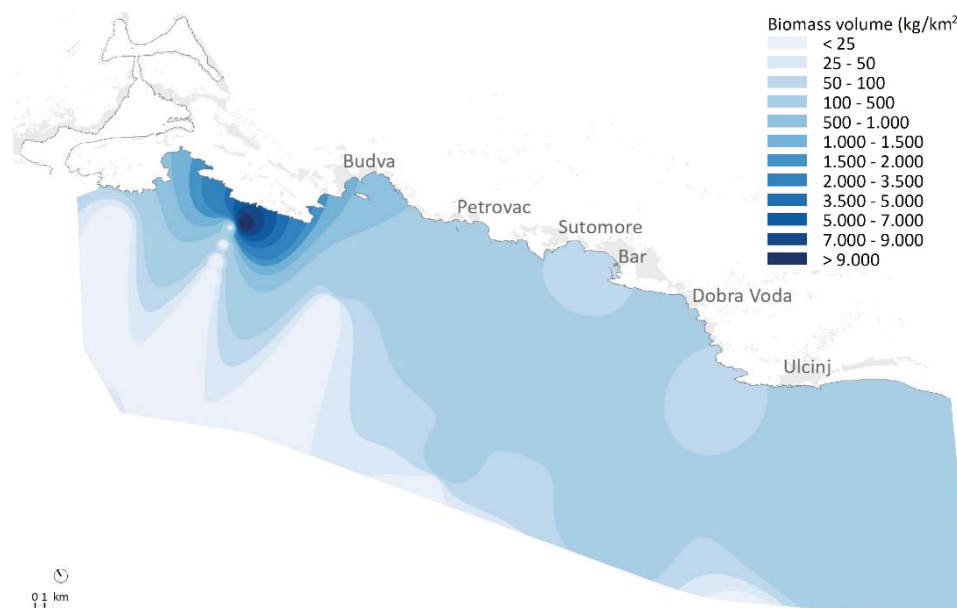 Biomass volume (kg/km²
< 25
25 - 50
50 - 100
100 - 500
500 - 1.000
1.000 - 1.500
1.500 - 2.000
2.000 - 3.500
3.500 - 5.000
5.000 - 7.000
7.000 - 9.000
> 9.000
Budva
Petrovac
Sutomore
Bar
Dobra Voda
Ulcinj
0 1 km